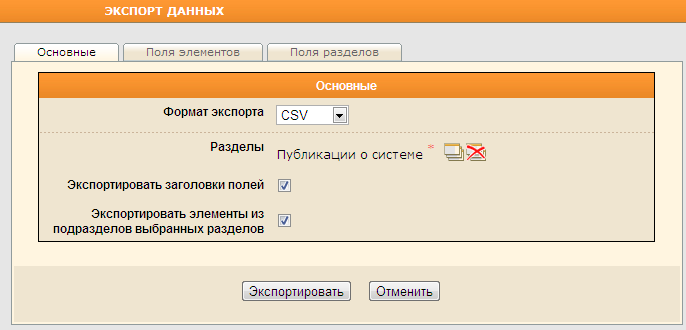 ЭКСПОРТ ДАННЫХ
Основные Поля элементов Поля разделов
Основные
Формат экспорта CSV
Разделы Публикации о системе *
Экспортировать заголовки полей
Экспортировать элементы из
подразделов выбранных разделов
Экспортировать Отменить